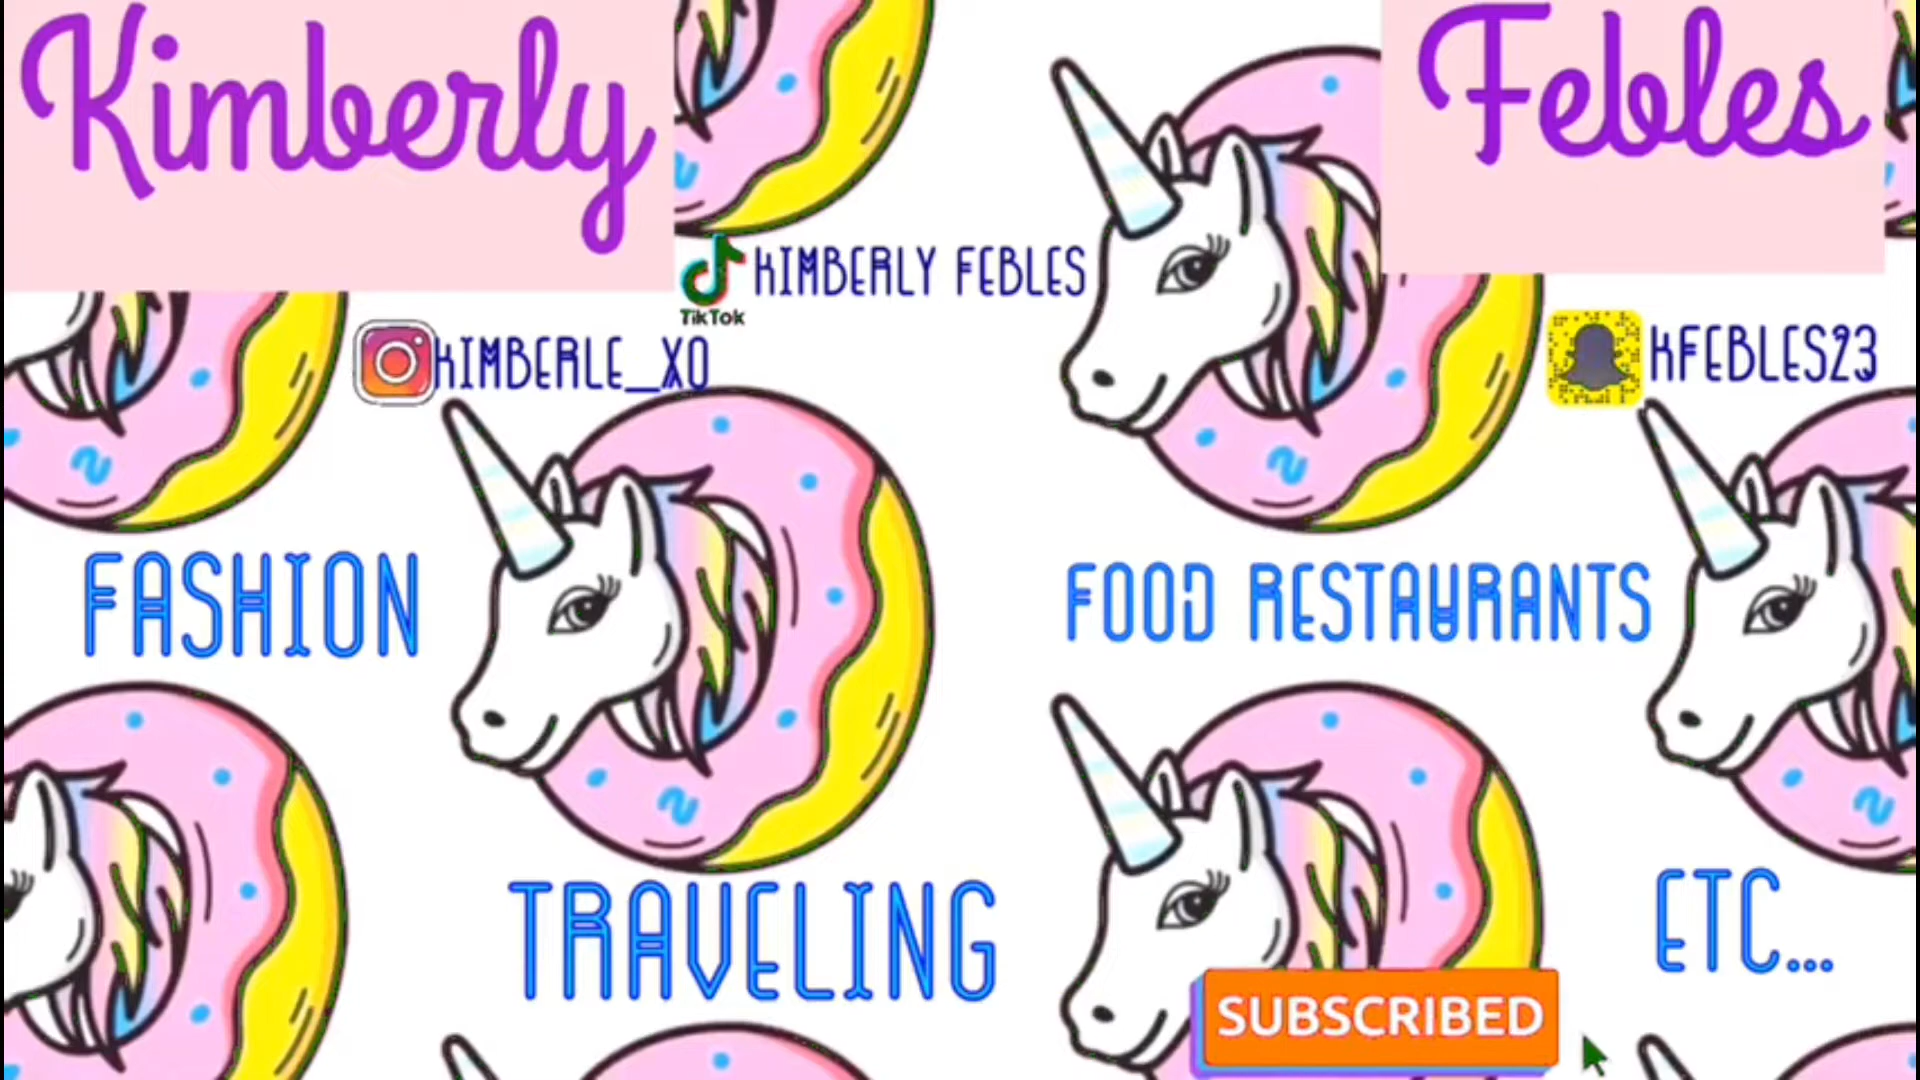 Kimberly
Febles
TikTok
KIMBERLY FEBLES
KIMBERLE_XO
KFEBLES23
FASHION
FOOD RESTAURANTS
TRAVELING
ETC...
SUBSCRIBED